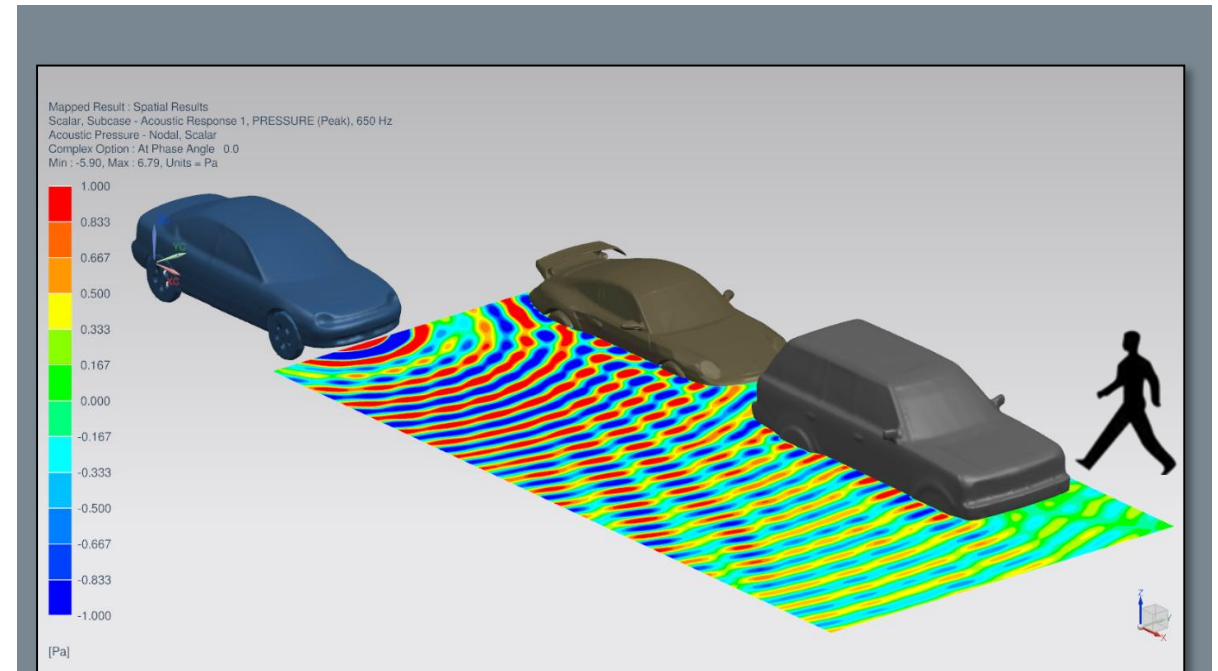 Mapped Result : Spatial Results
Scalar, Subcase - Acoustic Response 1, PRESSURE (Peak), 650 Hz
Acoustic Pressure - Nodal, Scalar
Complex Option : At Phase Angle 0.0
Min : -5.90, Max : 6.79, Units = Pa
1.000
0.833
0.667
0.500
0.333
0.167
0.000
-0.167
-0.333
-0.500
-0.667
-0.833
-1.000
[Pa]
YC
XC
Z
Y
X